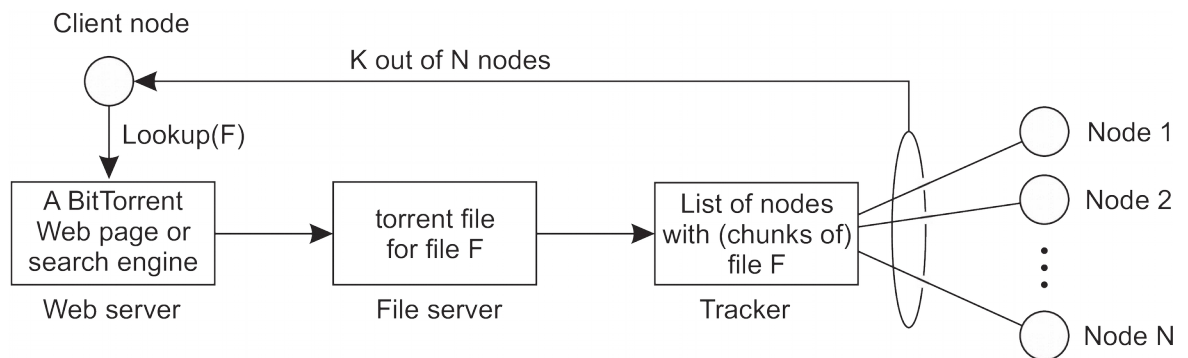 Client node
K out of N nodes
Lookup(F)
Node 1
A BitTorrent
Web page or
search engine
torrent file
for file F
List of nodes
with (chunks of)
file F
Node 2
Web server
File server
Tracker
Node N